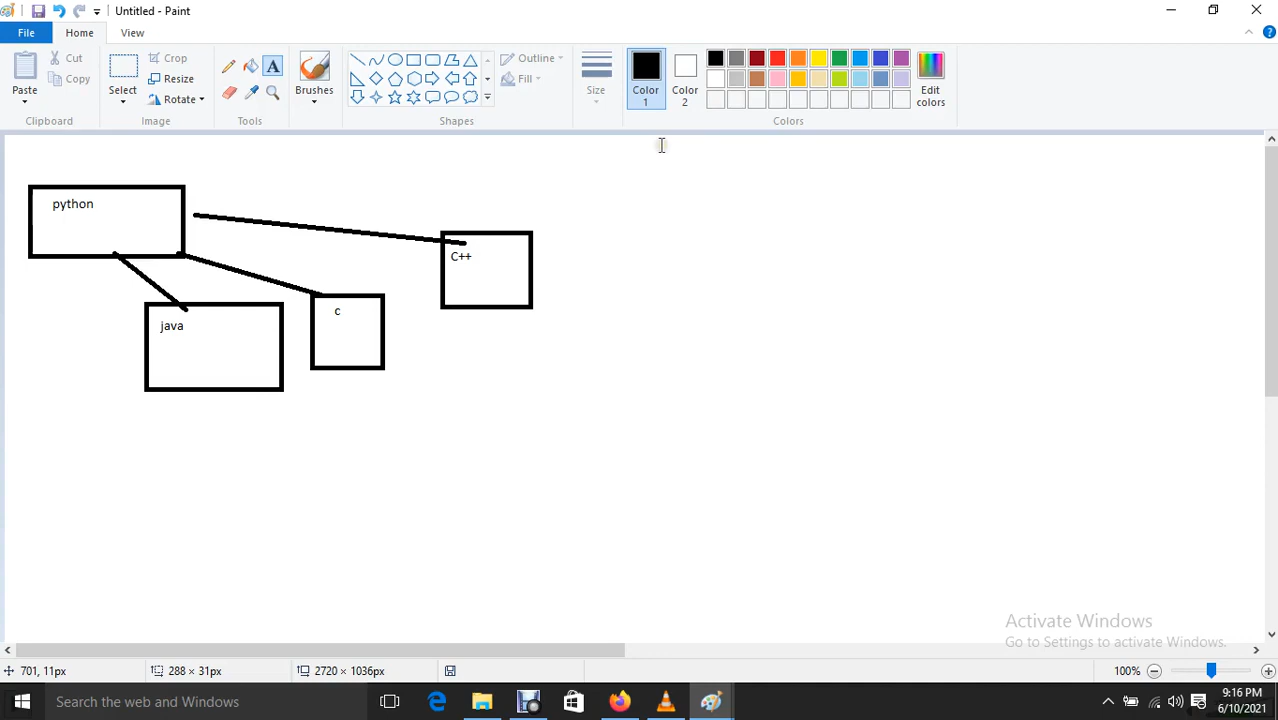 Untitled - Paint
File
Home
View
Paste
Cut
Copy
Clipboard
Select
Crop
Resize
Rotate
Image
A
Tools
Brushes
Shapes
Outline
Fill
Size
Color 1
Color 2
Edit colors
Colors
python
C++
c
java
Activate Windows
Go to Settings to activate Windows.
701, 11px
288 × 31px
2720 × 1036px
100%
Search the web and Windows
9:16 PM
6/10/2021